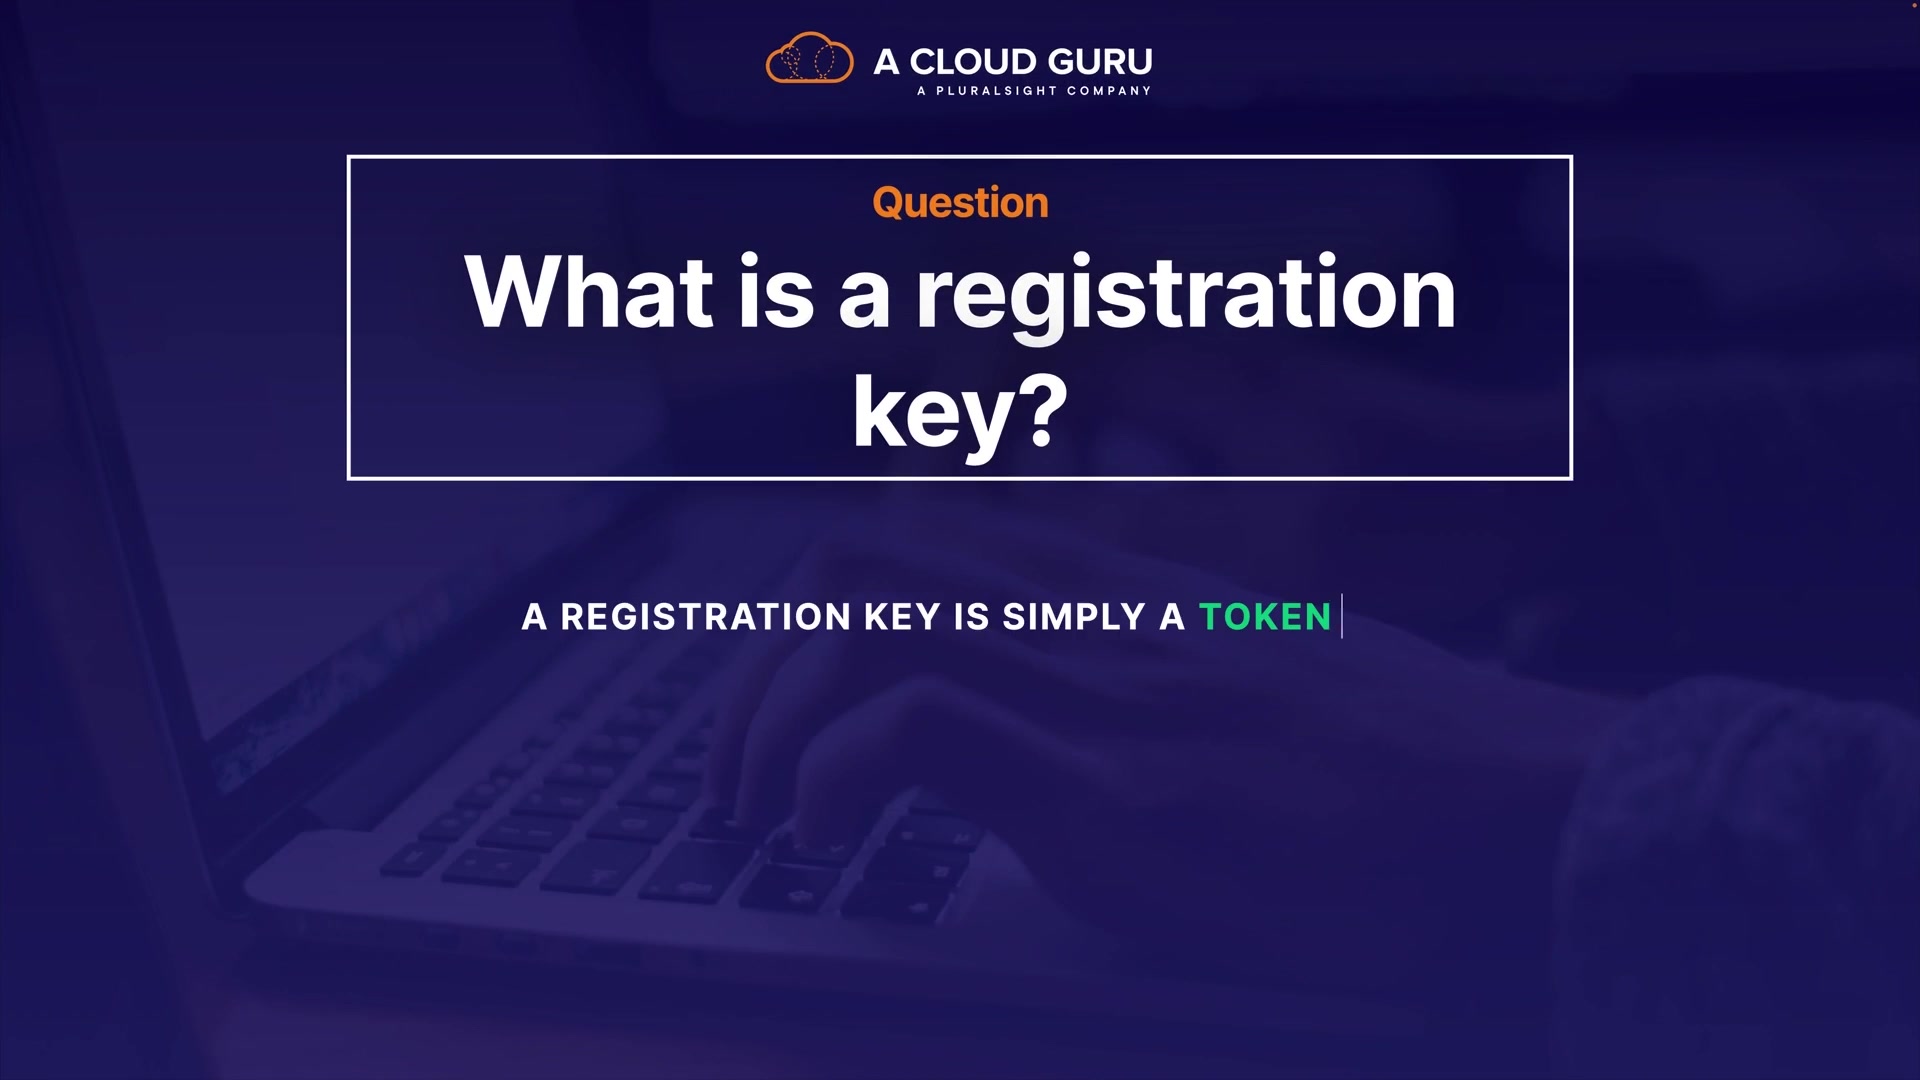 A CLOUD GURU
A PLURALSIGHT COMPANY
Question
What is a registration
key?
A REGISTRATION KEY IS SIMPLY A TOKEN